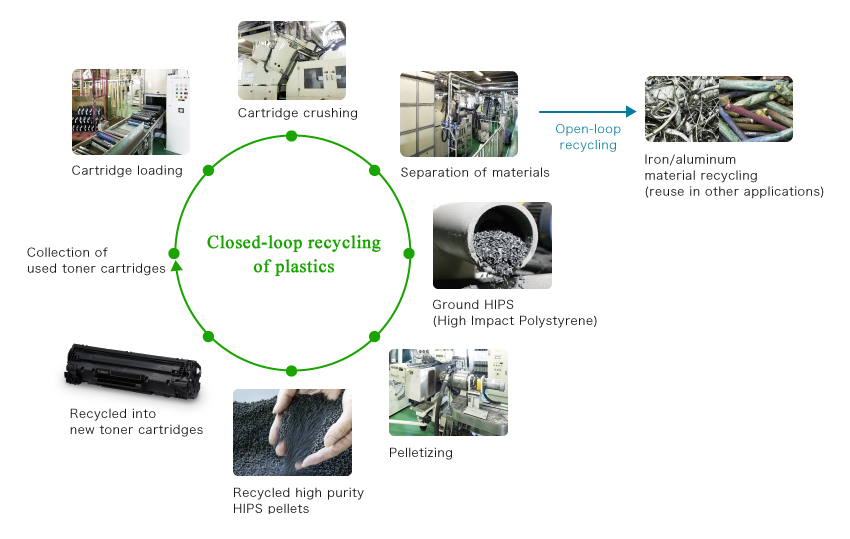 Cartridge crushing
Cartridge loading
Separation of materials
Open-loop
recycling
Iron/aluminum
material recycling
(reuse in other applications)
Closed-loop recycling
of plastics
Collection of
used toner cartridges
Ground HIPS
(High Impact Polystyrene)
Recycled into
new toner cartridges
Pelletizing
Recycled high purity
HIPS pellets